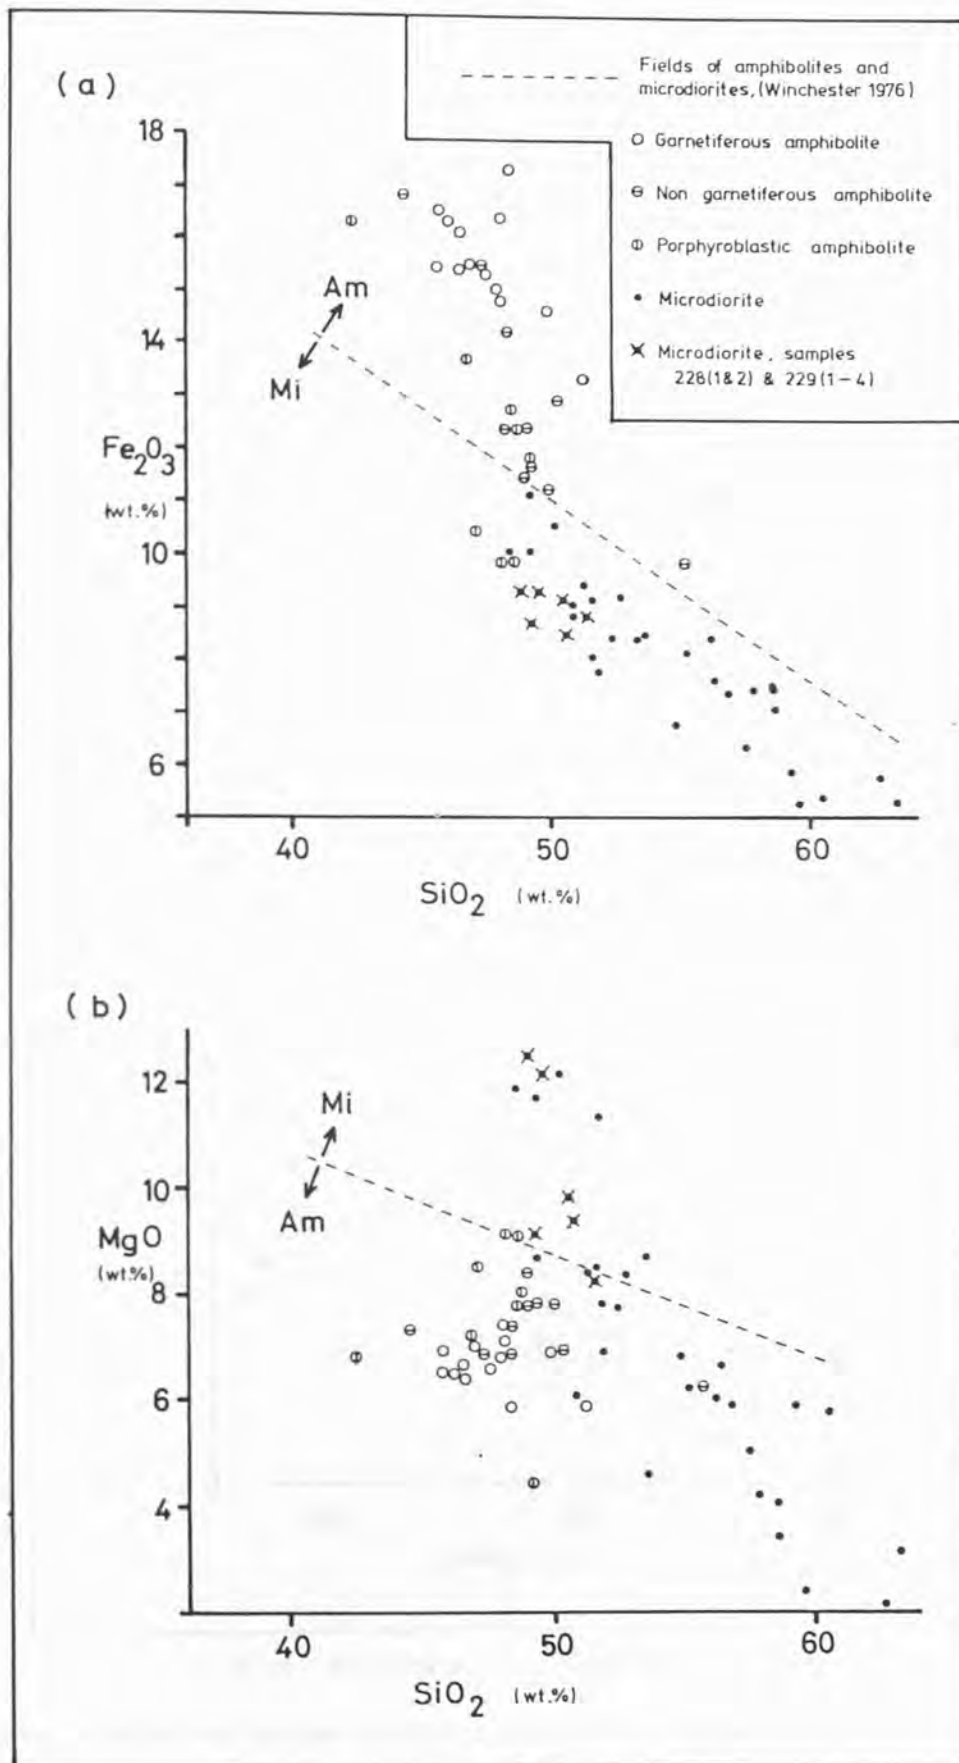 (a)
Fields of amphibolites and
microdiorites, (Winchester 1976)
Garnetiferous amphibolite
Non garnetiferous amphibolite
Porphyroblastic amphibolite
Microdiorite
Microdiorite, samples
228(1&2) & 229(1-4)
18
14
10
6
Am
Mi
Fe2O3
(wt.%)
40
50
60
SiO2 (wt.%)
(b)
12
10
8
6
4
Mi
Am
MgO
(wt.%)
40
50
60
SiO2 (wt.%)